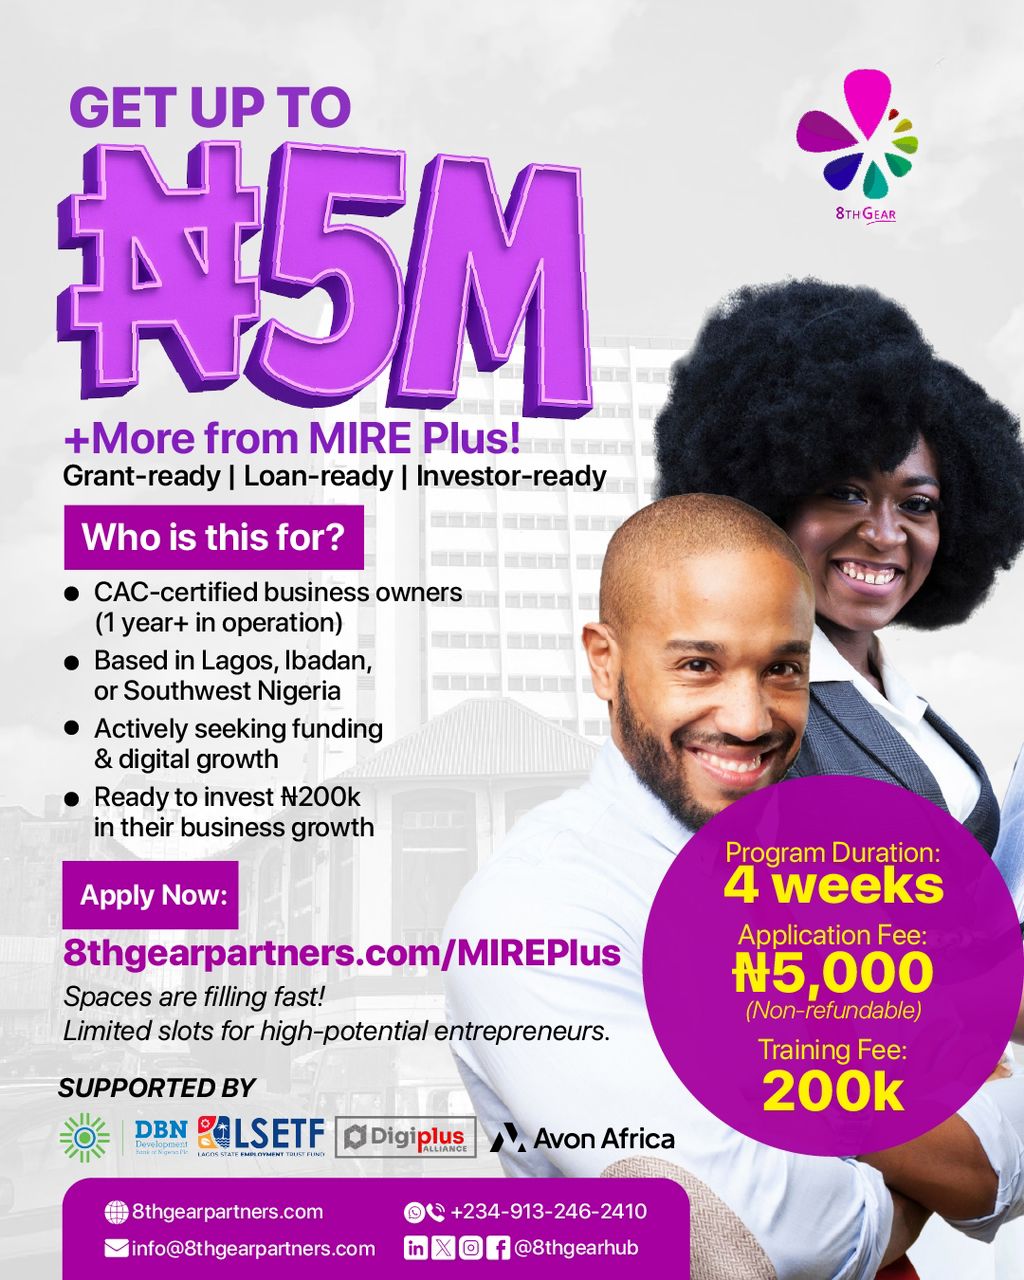 GET UP TO
₦5M
+More from MIRE Plus!
Grant-ready | Loan-ready | Investor-ready
8THGEAR
Who is this for?
CAC-certified business owners
(1 year+ in operation)
Based in Lagos, Ibadan,
or Southwest Nigeria
Actively seeking funding
& digital growth
Ready to invest ₦200k
in their business growth
Apply Now:
8thgearpartners.com/MIREPlus
Spaces are filling fast!
Limited slots for high-potential entrepreneurs.
Program Duration:
4 weeks
Application Fee:
₦5,000
(Non-refundable)
Training Fee:
200k
SUPPORTED BY
DBN
Development
Bank of Nigeria Plc
LSETF
LAGOS STATE EMPLOYMENT TRUST FUND
Digiplus
ALLIANCE
Avon Africa
8thgearpartners.com
+234-913-246-2410
info@8thgearpartners.com
@8thgearhub